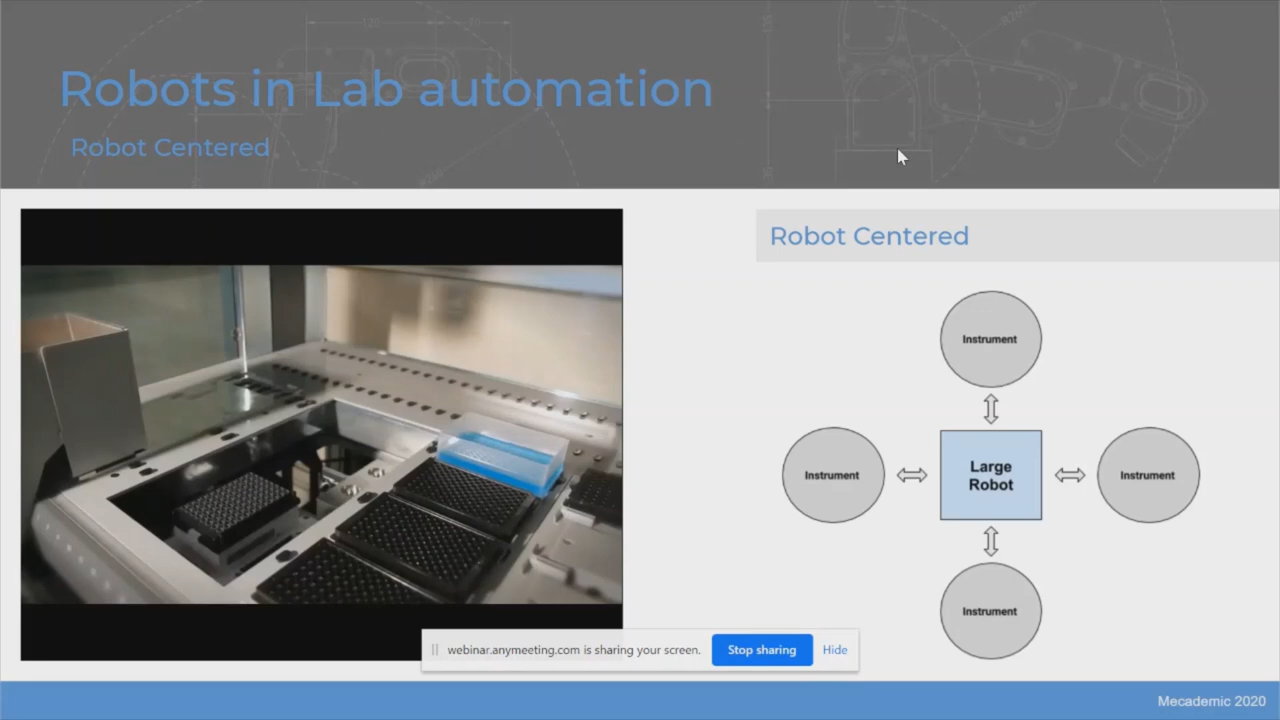 Robots in Lab automation
Robot Centered
Robot Centered
Instrument
Instrument
Large
Robot
Instrument
Instrument
webinar.anymeeting.com is sharing your screen.
Stop sharing
Hide
Mecademic 2020